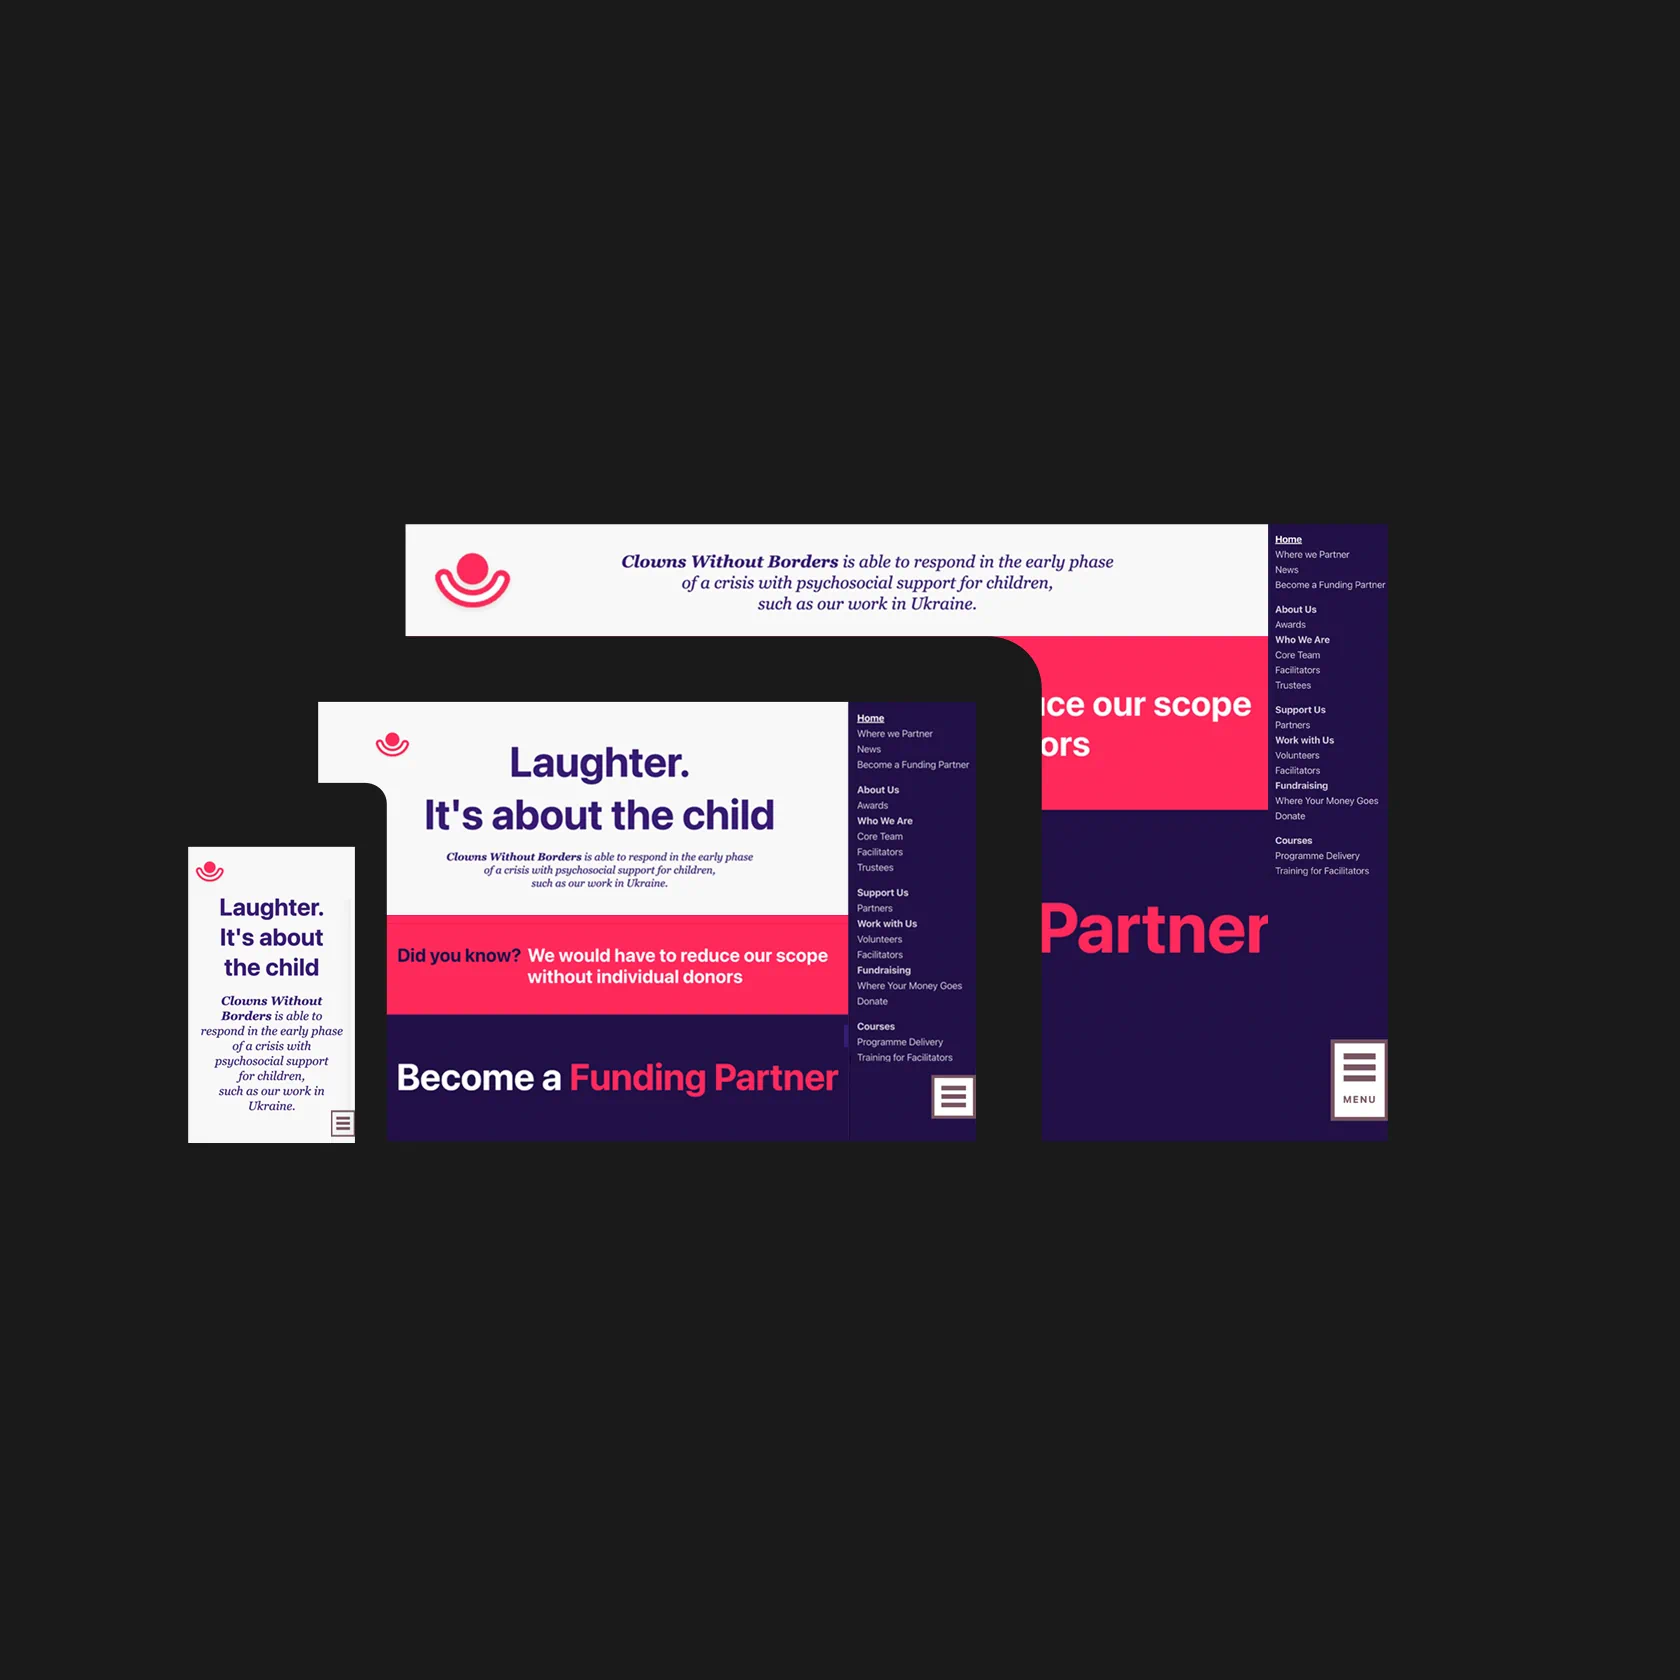 Clowns Without Borders is able to respond in the early phase
of a crisis with psychosocial support for children,
such as our work in Ukraine.
our scope
Partner
Home
Where we Partner
News
Become a Funding Partner
About Us
Awards
Who We Are
Core Team
Facilitators
Trustees
Support Us
Partners
Work with Us
Volunteers
Facilitators
Fundraising
Where Your Money Goes
Donate
Courses
Programme Delivery
Training for Facilitators
MENU
Laughter.
It's about the child
Clowns Without Borders is able to respond in the early phase
of a crisis with psychosocial support for children,
such as our work in Ukraine.
Did you know? We would have to reduce our scope
without individual donors
Become a Funding Partner
Home
Where we Partner
News
Become a Funding Partner
About Us
Awards
Who We Are
Core Team
Facilitators
Trustees
Support Us
Partners
Work with Us
Volunteers
Facilitators
Fundraising
Where Your Money Goes
Donate
Courses
Programme Delivery
Training for Facilitators
Laughter.
It's about
the child
Clowns Without
Borders is able to
respond in the early phase
of a crisis with
psychosocial support
for children,
such as our work in
Ukraine.